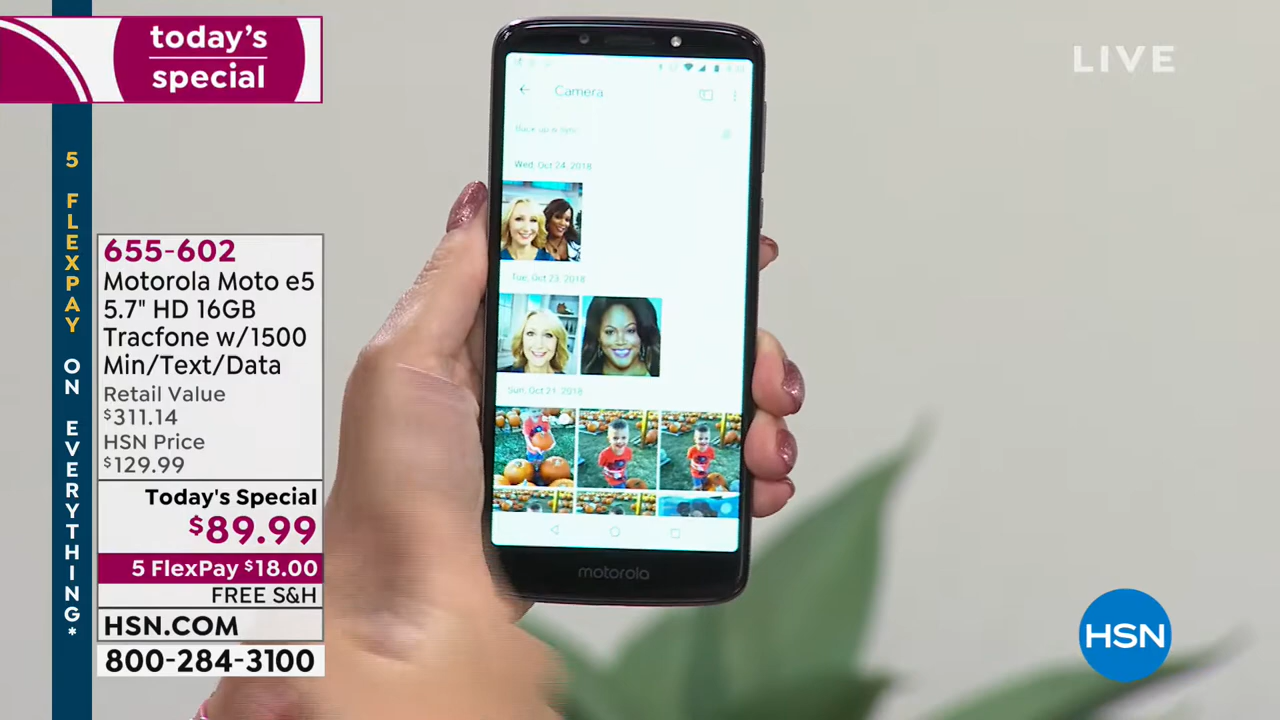 today's
special
LIVE
5 FLEXPAY ON EVERYTHING*
655-602
Motorola Moto e5
5.7" HD 16GB
Tracfone w/1500
Min/Text/Data
Retail Value
$311.14
HSN Price
$129.99
Today's Special
$89.99
5 FlexPay $18.00
FREE S&H
HSN.COM
800-284-3100
Camera
Back up & sync
Wed, Oct 24, 2018
Tue, Oct 23, 2018
Sun, Oct 21, 2018
motorola
HSN